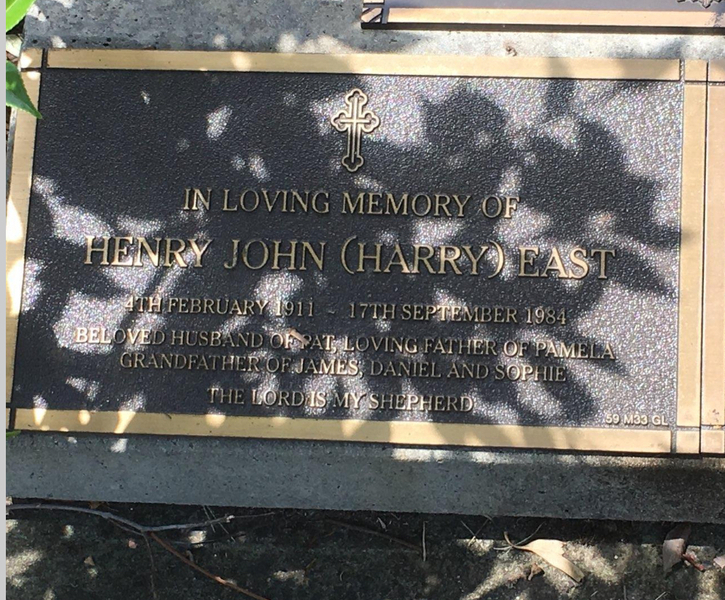 IN LOVING MEMORY OF
HENRY JOHN (HARRY) EAST
4TH FEBRUARY 1911 ~ 17TH SEPTEMBER 1984
BELOVED HUSBAND OF PAT, LOVING FATHER OF PAMELA
GRANDFATHER OF JAMES, DANIEL AND SOPHIE
THE LORD IS MY SHEPHERD
59 M33 GL